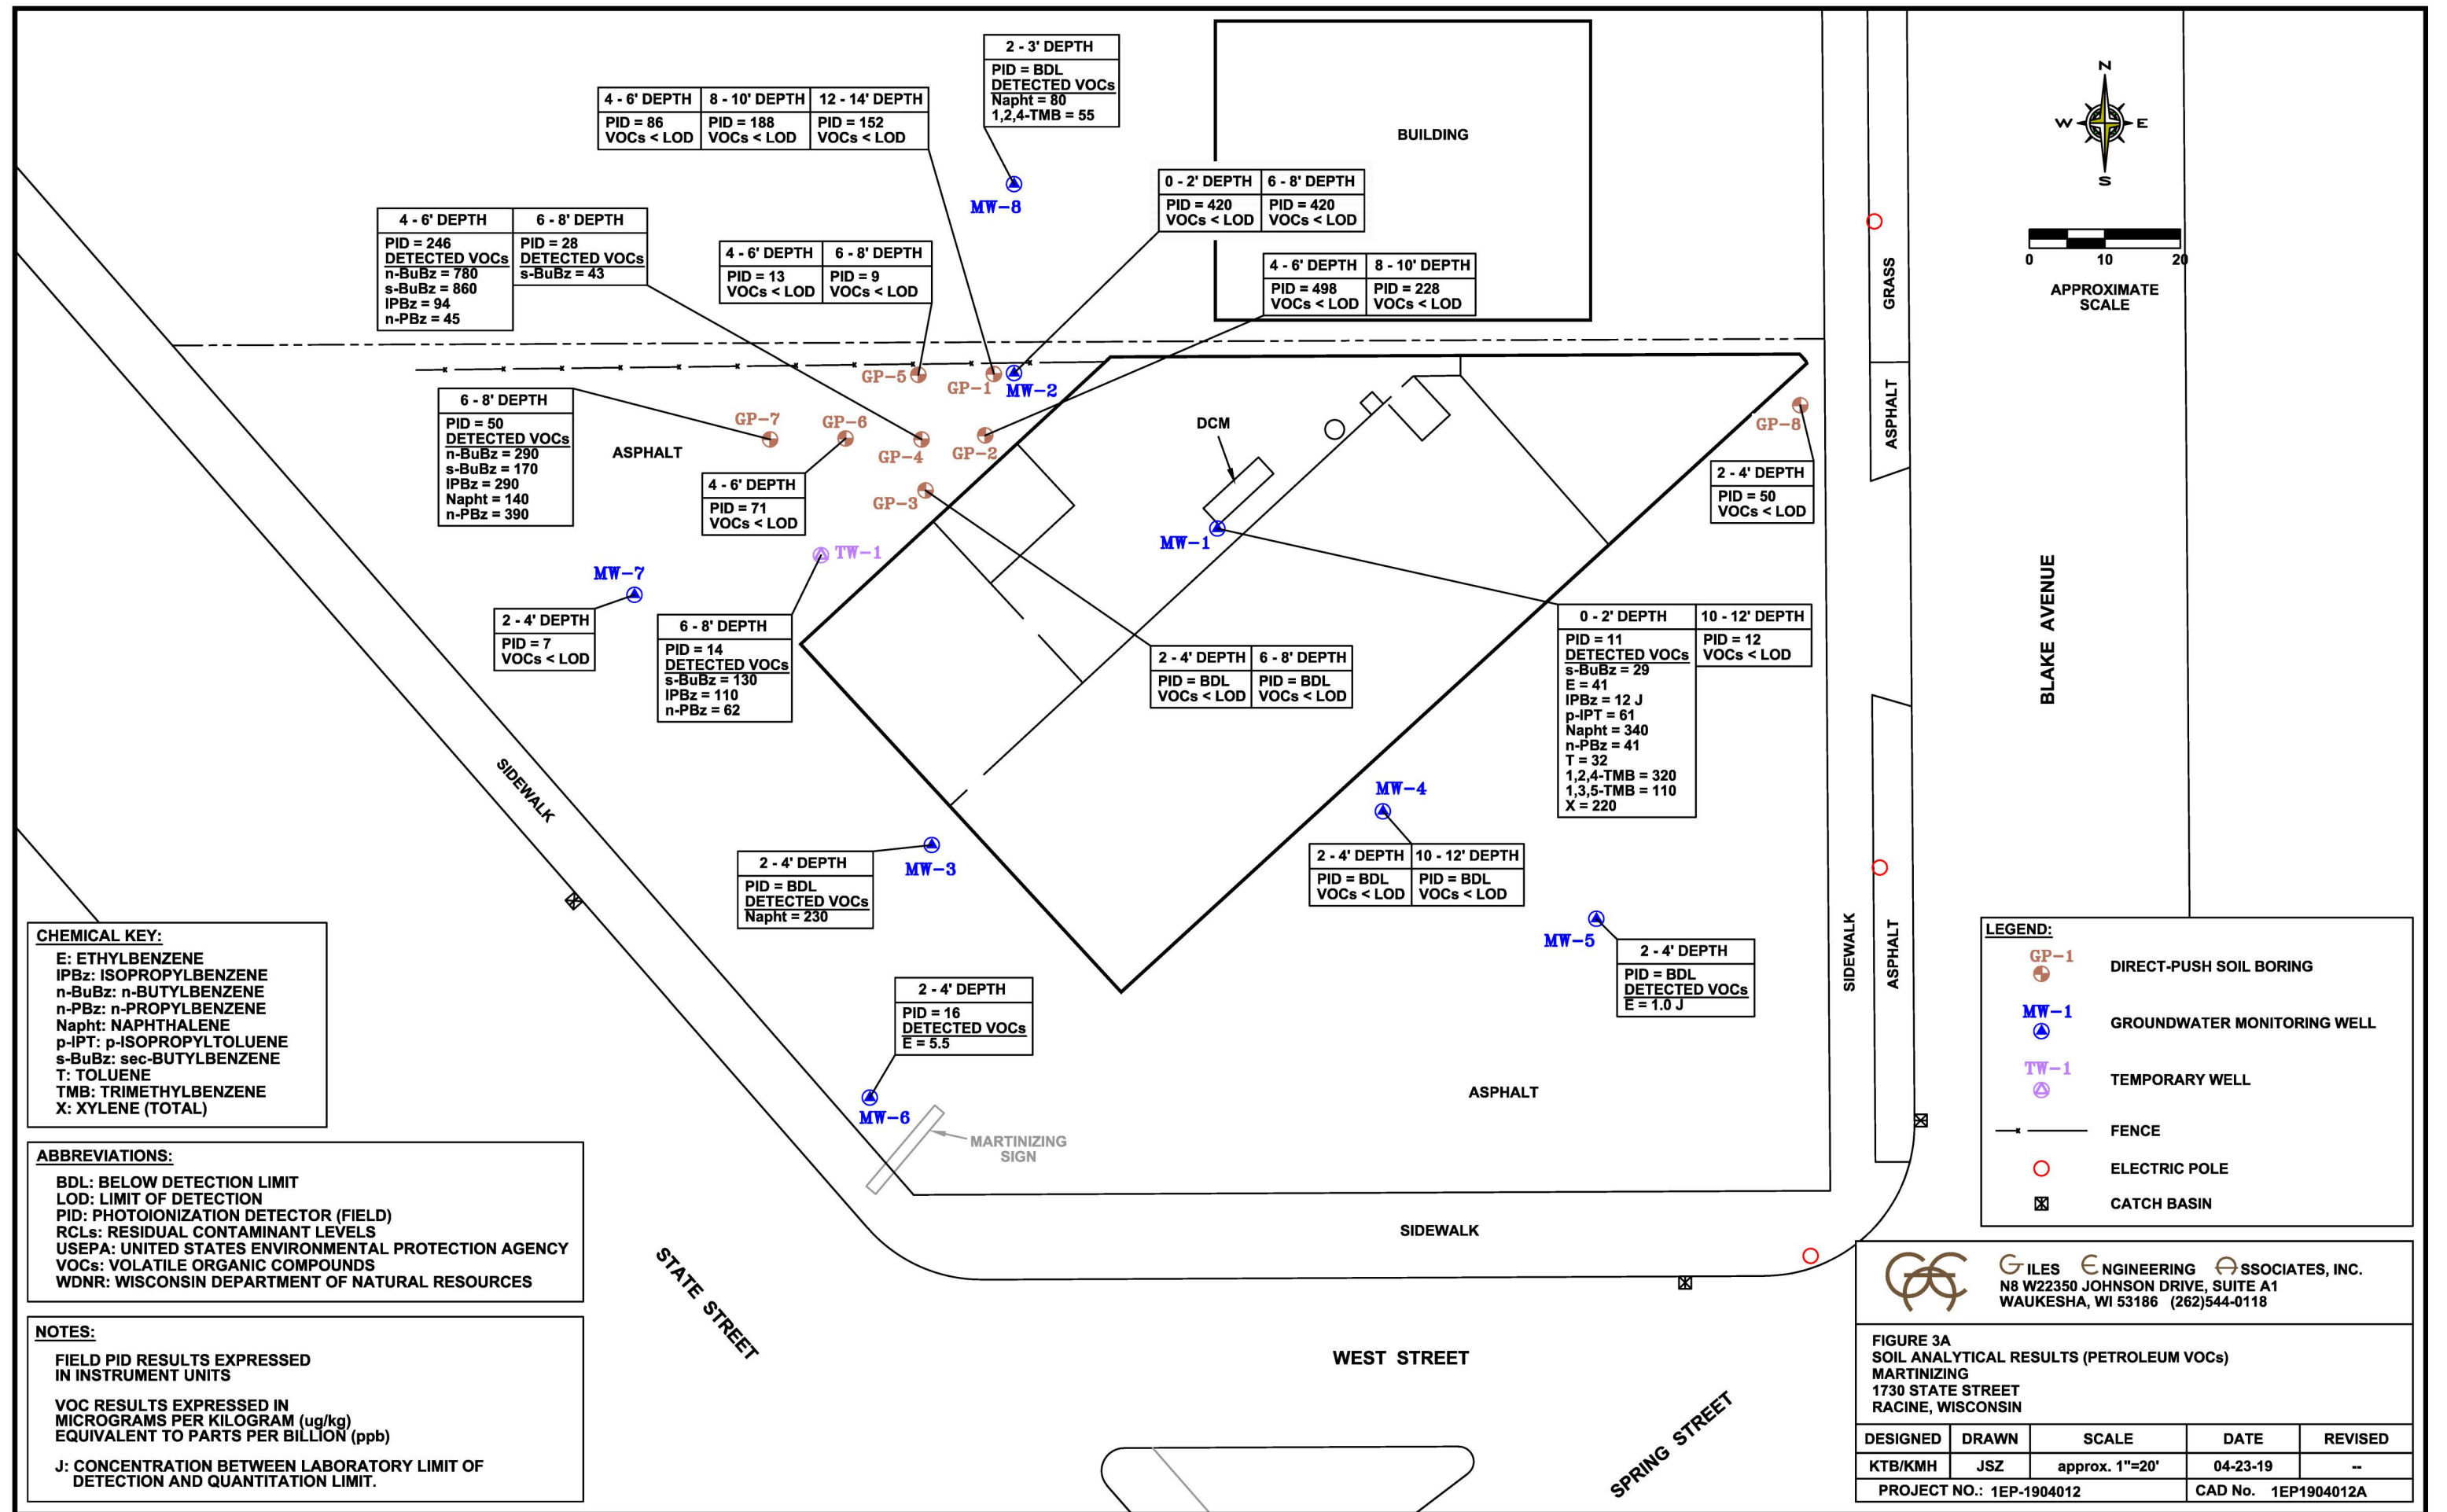 2 - 3' DEPTH
PID = BDL
DETECTED VOCs
Napht = 80
1,2,4-TMB = 55
MW-8
4 - 6' DEPTH 8 - 10' DEPTH 12 - 14' DEPTH
PID = 86 PID = 188 PID = 152
VOCs < LOD VOCs < LOD VOCs < LOD
BUILDING
N
W E
S
0 10 20
APPROXIMATE
SCALE
0 - 2' DEPTH 6 - 8' DEPTH
PID = 420 PID = 420
VOCs < LOD VOCs < LOD
4 - 6' DEPTH 6 - 8' DEPTH
PID = 246 PID = 28
DETECTED VOCs DETECTED VOCs
n-BuBz = 780 s-BuBz = 43
s-BuBz = 860
IPBz = 94
n-PBz = 45
4 - 6' DEPTH 6 - 8' DEPTH
PID = 13 PID = 9
VOCs < LOD VOCs < LOD
4 - 6' DEPTH 8 - 10' DEPTH
PID = 498 PID = 228
VOCs < LOD VOCs < LOD
GRASS
ASPHALT
GP-5
GP-1
MW-2
6 - 8' DEPTH
PID = 50
DETECTED VOCs
n-BuBz = 290
s-BuBz = 170
IPBz = 290
Napht = 140
n-PBz = 390
ASPHALT
GP-7
GP-6
GP-4
GP-2
GP-3
DCM
GP-8
2 - 4' DEPTH
PID = 50
VOCs < LOD
4 - 6' DEPTH
PID = 71
VOCs < LOD
TW-1
MW-1
MW-7
2 - 4' DEPTH
PID = 7
VOCs < LOD
6 - 8' DEPTH
PID = 14
DETECTED VOCs
s-BuBz = 130
IPBz = 110
n-PBz = 62
2 - 4' DEPTH 6 - 8' DEPTH
PID = BDL PID = BDL
VOCs < LOD VOCs < LOD
0 - 2' DEPTH 10 - 12' DEPTH
PID = 11 PID = 12
DETECTED VOCs VOCs < LOD
s-BuBz = 29
E = 41
IPBz = 12 J
p-IPT = 61
Napht = 340
n-PBz = 41
T = 32
1,2,4-TMB = 320
1,3,5-TMB = 110
X = 220
BLAKE AVENUE
SIDEWALK
MW-4
2 - 4' DEPTH 10 - 12' DEPTH
PID = BDL PID = BDL
VOCs < LOD VOCs < LOD
2 - 4' DEPTH
PID = BDL
DETECTED VOCs
Napht = 230
MW-3
MW-5
2 - 4' DEPTH
PID = BDL
DETECTED VOCs
E = 1.0 J
SIDEWALK
ASPHALT
2 - 4' DEPTH
PID = 16
DETECTED VOCs
E = 5.5
MW-6
MARTINIZING
SIGN
ASPHALT
SIDEWALK
STATE STREET
WEST STREET
SPRING STREET
CHEMICAL KEY:
E: ETHYLBENZENE
IPBz: ISOPROPYLBENZENE
n-BuBz: n-BUTYLBENZENE
n-PBz: n-PROPYLBENZENE
Napht: NAPHTHALENE
p-IPT: p-ISOPROPYLTOLUENE
s-BuBz: sec-BUTYLBENZENE
T: TOLUENE
TMB: TRIMETHYLBENZENE
X: XYLENE (TOTAL)
ABBREVIATIONS:
BDL: BELOW DETECTION LIMIT
LOD: LIMIT OF DETECTION
PID: PHOTOIONIZATION DETECTOR (FIELD)
RCLs: RESIDUAL CONTAMINANT LEVELS
USEPA: UNITED STATES ENVIRONMENTAL PROTECTION AGENCY
VOCs: VOLATILE ORGANIC COMPOUNDS
WDNR: WISCONSIN DEPARTMENT OF NATURAL RESOURCES
NOTES:
FIELD PID RESULTS EXPRESSED
IN INSTRUMENT UNITS
VOC RESULTS EXPRESSED IN
MICROGRAMS PER KILOGRAM (ug/kg)
EQUIVALENT TO PARTS PER BILLION (ppb)
J: CONCENTRATION BETWEEN LABORATORY LIMIT OF
DETECTION AND QUANTITATION LIMIT.
LEGEND:
GP-1
DIRECT-PUSH SOIL BORING
MW-1
GROUNDWATER MONITORING WELL
TW-1
TEMPORARY WELL
FENCE
ELECTRIC POLE
CATCH BASIN
GILES ENGINEERING ASSOCIATES, INC.
N8 W22350 JOHNSON DRIVE, SUITE A1
WAUKESHA, WI 53186 (262)544-0118
FIGURE 3A
SOIL ANALYTICAL RESULTS (PETROLEUM VOCs)
MARTINIZING
1730 STATE STREET
RACINE, WISCONSIN
DESIGNED DRAWN SCALE DATE REVISED
KTB/KMH JSZ approx. 1"=20' 04-23-19 --
PROJECT NO.: 1EP-1904012 CAD No. 1EP1904012A